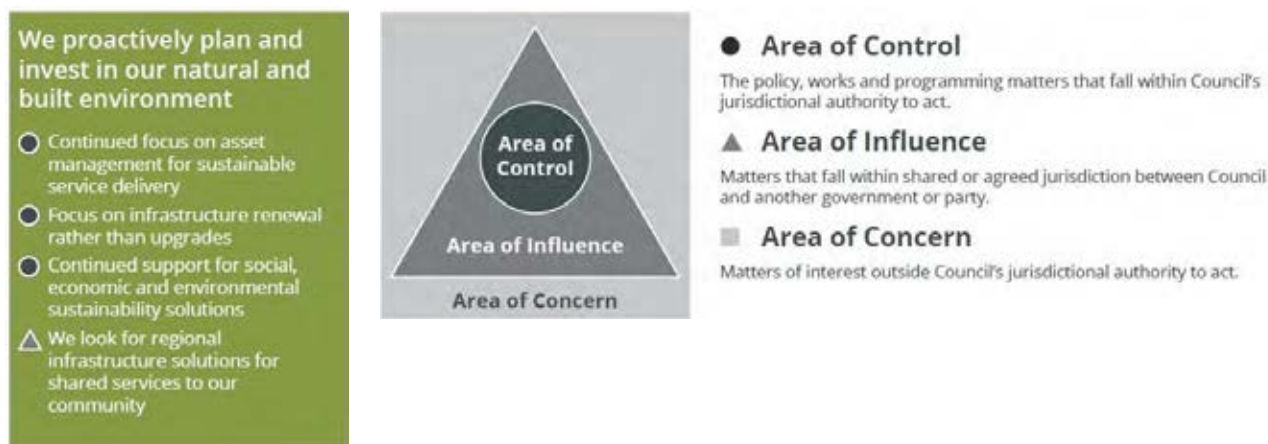 We proactively plan and
invest in our natural and
built environment
Continued focus on asset
management for sustainable
service delivery
Focus on infrastructure renewal
rather than upgrades
Continued support for social,
economic and environmental
sustainability solutions
We look for regional
infrastructure solutions for
shared services to our
community
Area of
Control
Area of Influence
Area of Concern
Area of Control
The policy, works and programming matters that fall within Council's
jurisdictional authority to act.
Area of Influence
Matters that fall within shared or agreed jurisdiction between Council
and another government or party.
Area of Concern
Matters of interest outside Council's jurisdictional authority to act.